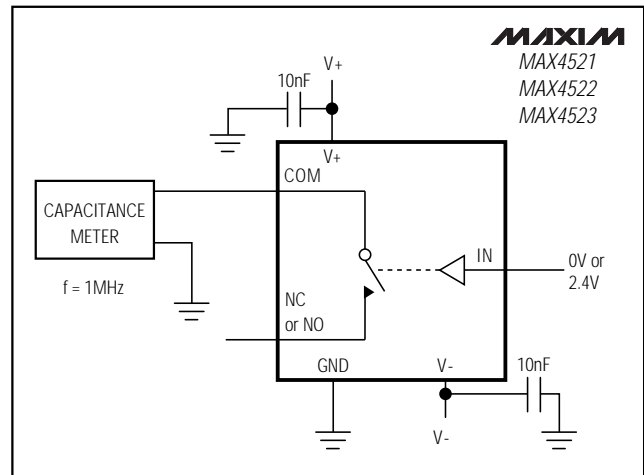 MAXIM
MAX4521
MAX4522
MAX4523
V+
10nF
V+
COM
CAPACITANCE
METER
IN
0V or
2.4V
f = 1MHz
NC
or NO
GND
V-
10nF
V-